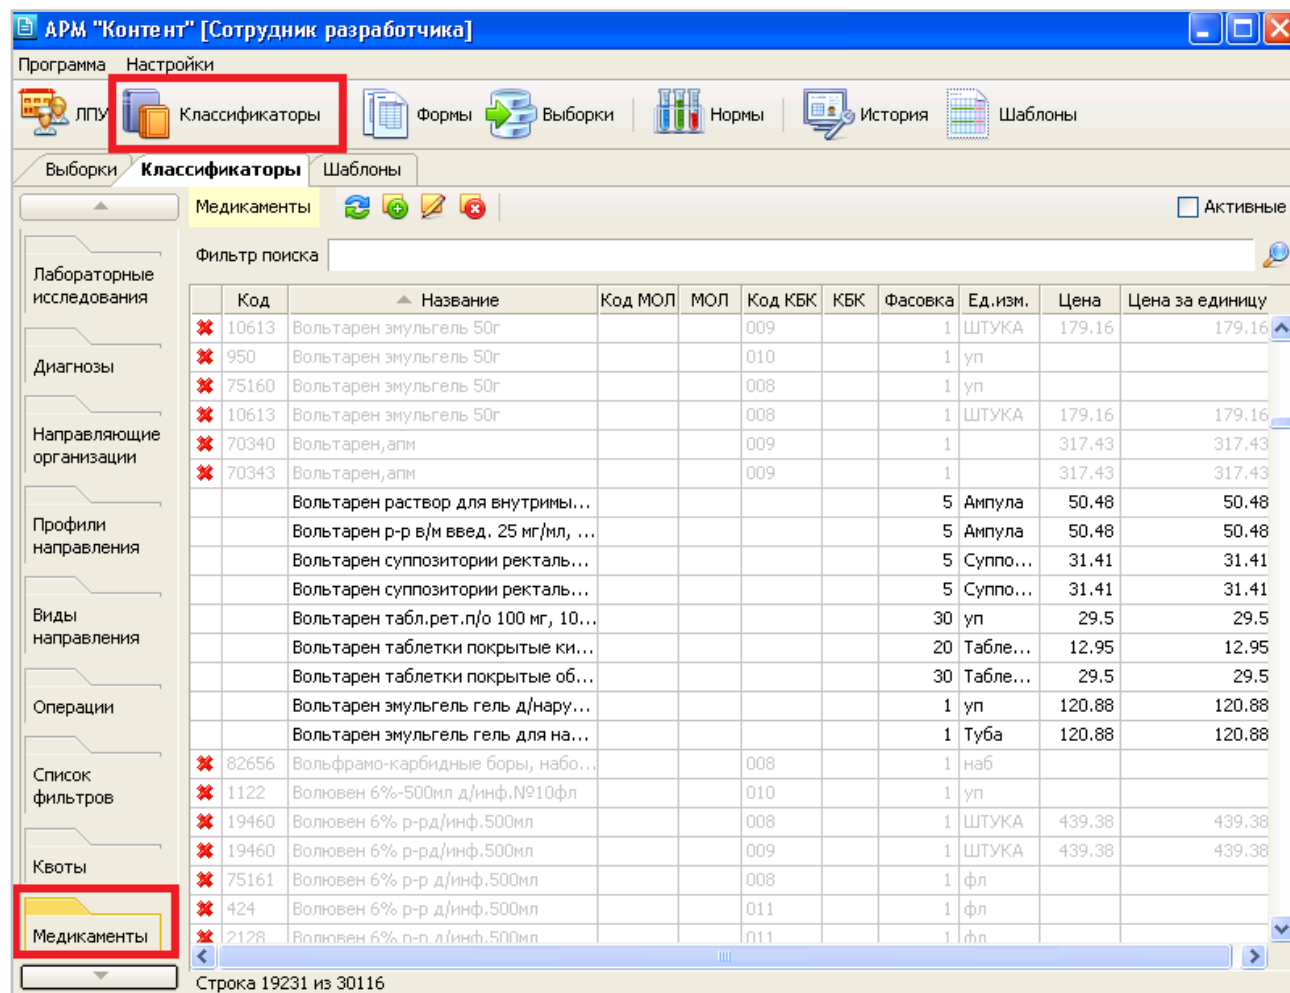 АРМ "Контент" [Сотрудник разработчика]
Программа Настройки
ЛПУ Классификаторы Формы Выборки Нормы История Шаблоны
Выборки Классификаторы Шаблоны
Медикаменты Активные
Фильтр поиска
Лабораторные
исследования
Диагнозы
Направляющие
организации
Профили
направления
Виды
направления
Операции
Список
фильтров
Квоты
Медикаменты
Код Название Код МОЛ МОЛ Код КБК КБК Фасовка Ед.изм. Цена Цена за единицу
10613 Вольтарен эмульгель 50г 009 1 ШТУКА 179.16 179.16
950 Вольтарен эмульгель 50г 010 1 уп
75160 Вольтарен эмульгель 50г 008 1 уп
10613 Вольтарен эмульгель 50г 008 1 ШТУКА 179.16 179.16
70340 Вольтарен,апм 009 1 317.43 317.43
70343 Вольтарен,апм 009 1 317.43 317.43
Вольтарен раствор для внутримы... 5 Ампула 50.48 50.48
Вольтарен р-р в/м введ. 25 мг/мл, ... 5 Ампула 50.48 50.48
Вольтарен суппозитории ректаль... 5 Суппо... 31.41 31.41
Вольтарен суппозитории ректаль... 5 Суппо... 31.41 31.41
Вольтарен табл.рет.п/о 100 мг, 10... 30 уп 29.5 29.5
Вольтарен таблетки покрытые ки... 20 Табле... 12.95 12.95
Вольтарен таблетки покрытые об... 30 Табле... 29.5 29.5
Вольтарен эмульгель гель д/нару... 1 уп 120.88 120.88
Вольтарен эмульгель гель для на... 1 Туба 120.88 120.88
82656 Вольфрамо-карбидные боры, набо... 008 1 наб
1122 Волювен 6%-500мл д/инф.№10фл 010 1 уп
19460 Волювен 6% р-рд/инф.500мл 008 1 ШТУКА 439.38 439.38
19460 Волювен 6% р-рд/инф.500мл 009 1 ШТУКА 439.38 439.38
75161 Волювен 6% р-р д/инф.500мл 008 1 фл
424 Волювен 6% р-р д/инф.500мл 011 1 фл
2128 Волювен 6% р-р д/инф.500мл 011 1 фл
Строка 19231 из 30116